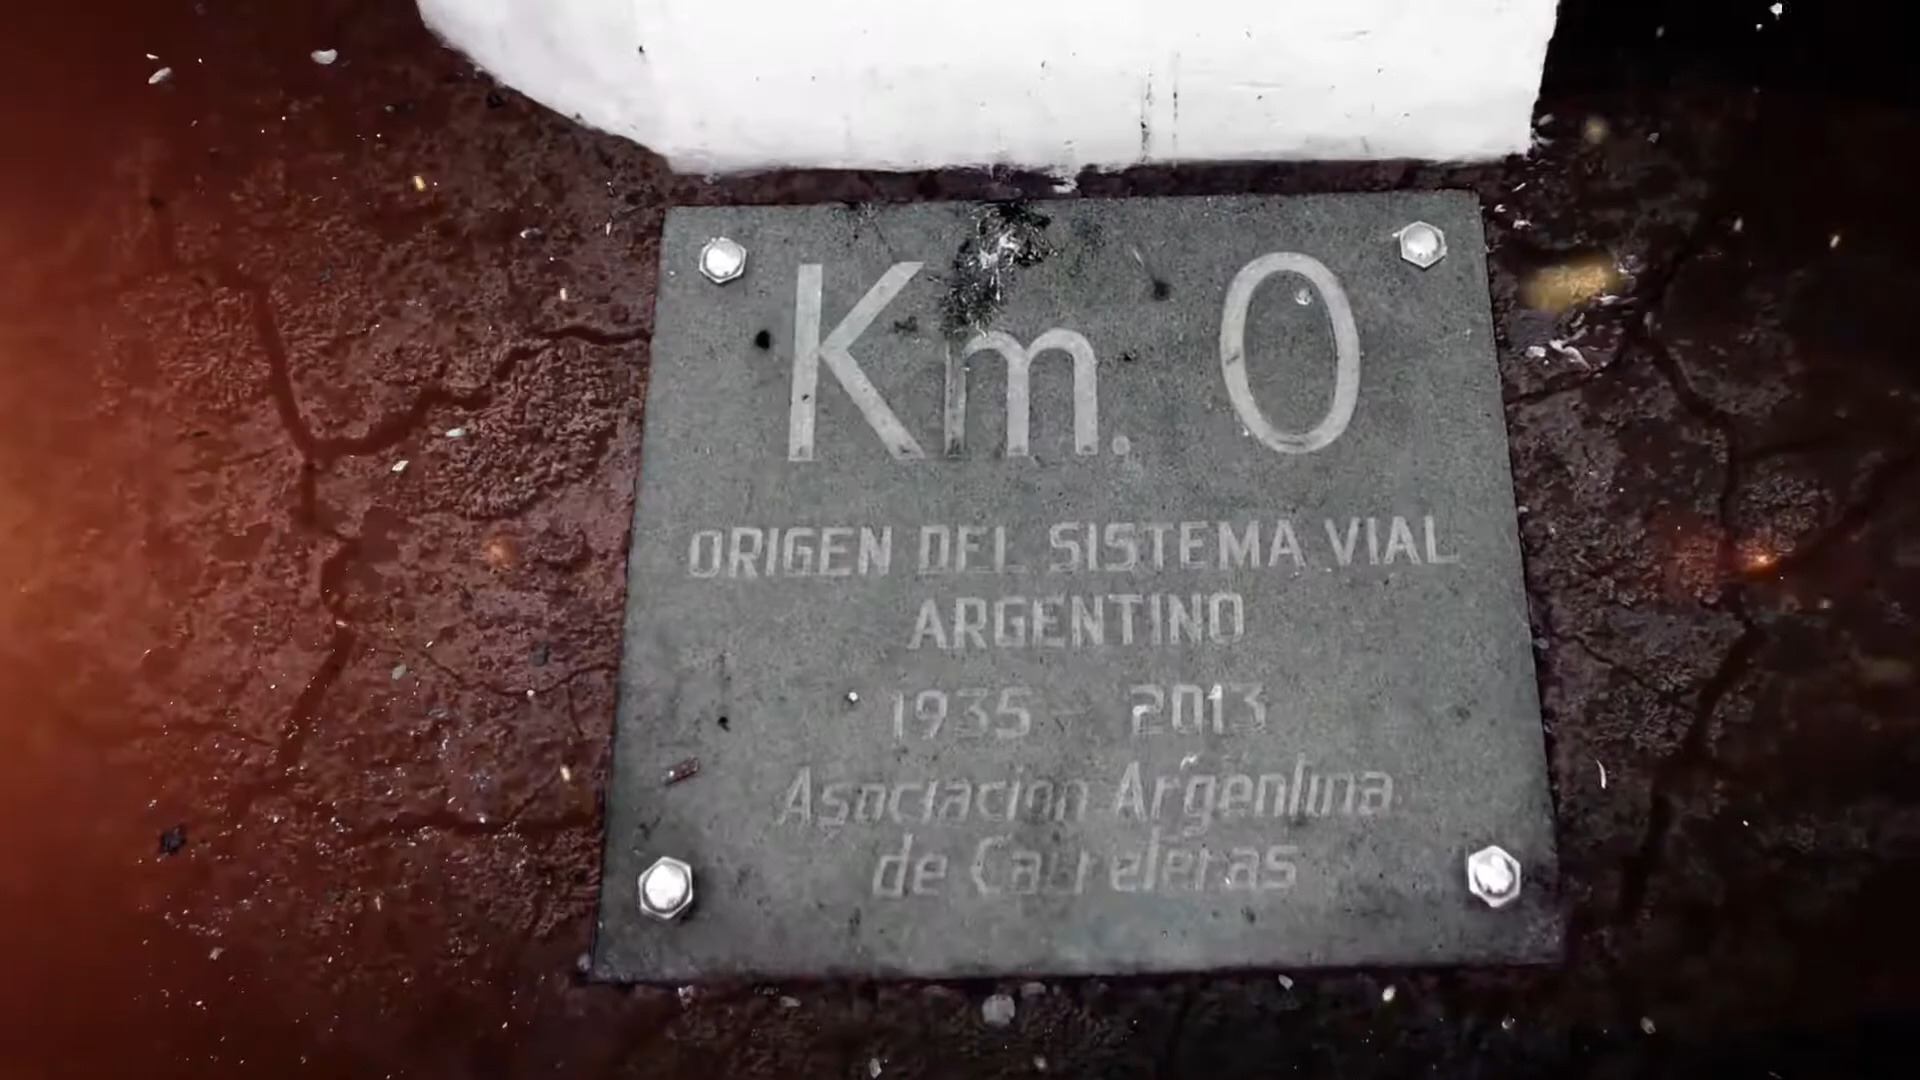 Km. 0
ORIGEN DEL SISTEMA VIAL
ARGENTINO
1935 - 2013
Asociacion Argentina
de Carreteras